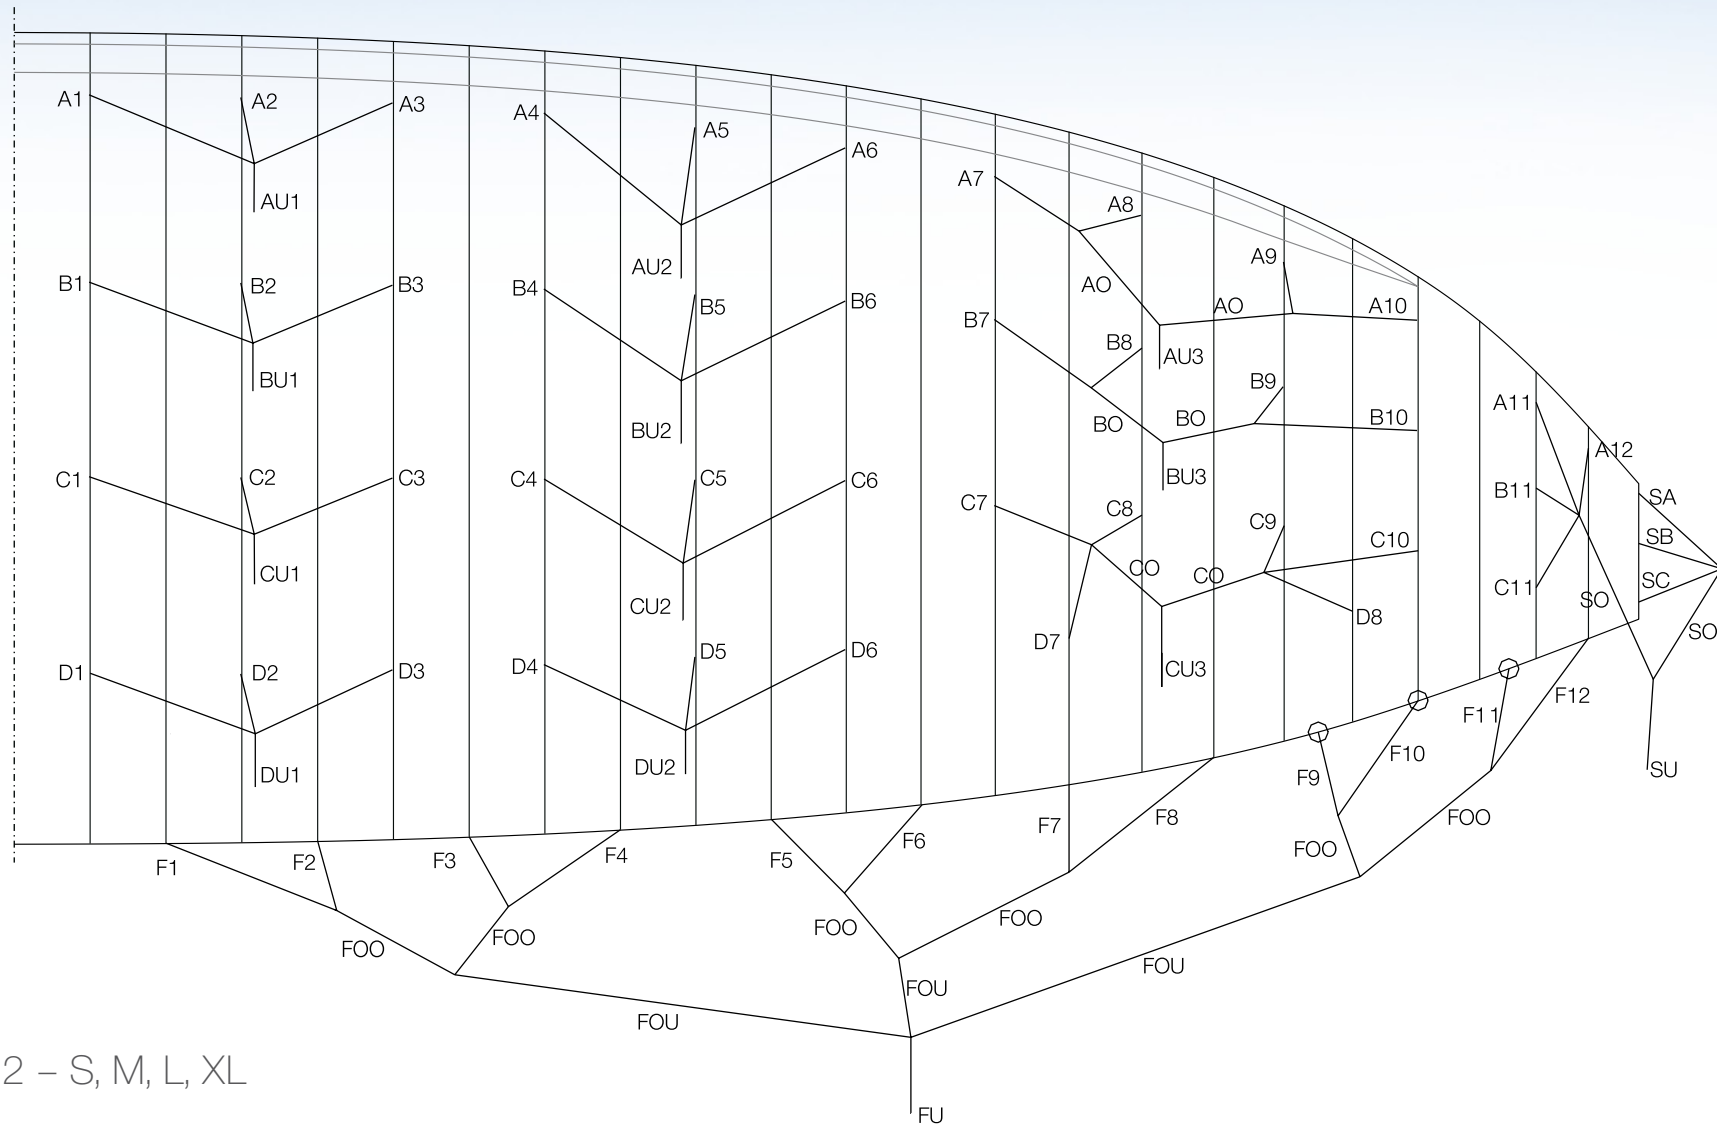 A1 A2 A3 A4 A5 A6
AU1
A7 A8
AU2
B1 B2 B3 B4 B5 B6
A9
AO AO A10
B7 B8
AU3
BU1
B9
A11
BO BO B10
BU2
A12
C1 C2 C3 C4 C5 C6
BU3
B11
SA
C7 C8 C9
SB
C10
CU1
CO CO
SC
C11
SO
CU2
D8
SO
D7
D1 D2 D3 D4 D5 D6
CU3
F12
F11
DU1
DU2
F10
SU
F9
F7 F8
FOO
F1 F2 F3 F4 F5 F6
FOO
FOO FOO FOO FOO
FOU
FOU
FOU
2 – S, M, L, XL
FU